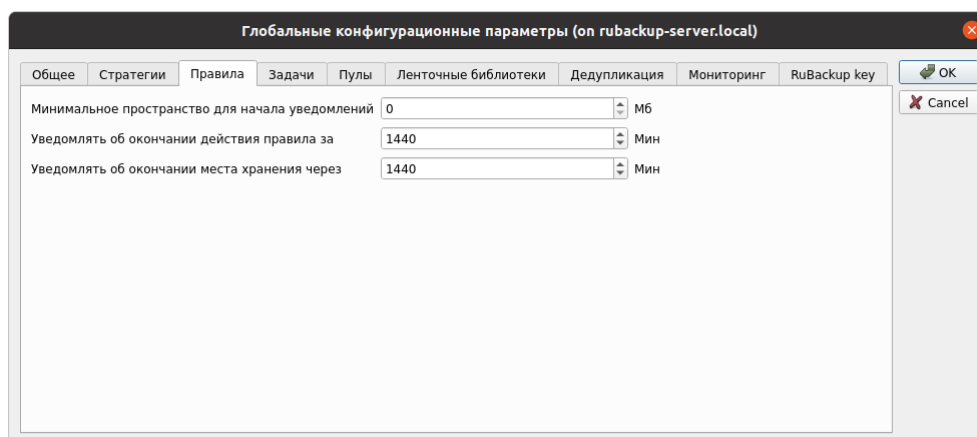 Глобальные конфигурационные параметры (on rubackup-server.local)
Общее Стратегии Правила Задачи Пулы Ленточные библиотеки Дедупликация Мониторинг RuBackup key OK
Минимальное пространство для начала уведомлений 0 Мб Cancel
Уведомлять об окончании действия правила за 1440 Мин
Уведомлять об окончании места хранения через 1440 Мин